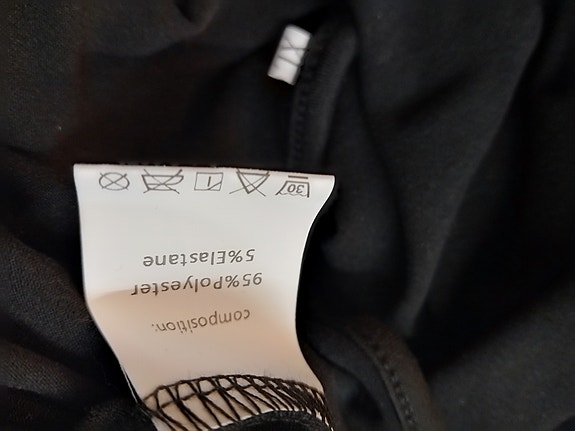 composition:
95%Polyester
5%Elastane
30